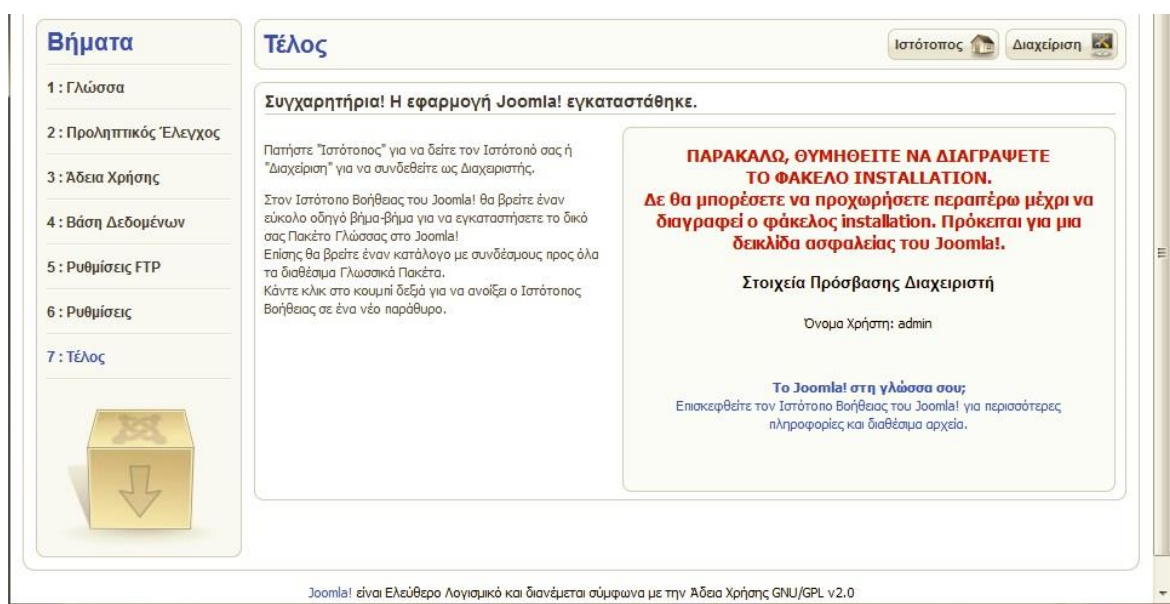 Βήματα
1 : Γλώσσα
2 : Προληπτικός Έλεγχος
3 : Άδεια Χρήσης
4 : Βάση Δεδομένων
5 : Ρυθμίσεις FTP
6 : Ρυθμίσεις
7 : Τέλος
Τέλος
Ιστότοπος
Διαχείριση
Συγχαρητήρια! Η εφαρμογή Joomla! εγκαταστάθηκε.
Πατήστε "Ιστότοπος" για να δείτε τον Ιστότοπό σας ή
"Διαχείριση" για να συνδεθείτε ως Διαχειριστής.
Στον Ιστότοπο Βοήθειας του Joomla! θα βρείτε έναν
εύκολο οδηγό βήμα-βήμα για να εγκαταστήσετε το δικό
σας Πακέτο Γλώσσας στο Joomla!
Επίσης θα βρείτε έναν κατάλογο με συνδέσμους προς όλα
τα διαθέσιμα Γλωσσικά Πακέτα.
Κάντε κλικ στο κουμπί δεξιά για να ανοίξει ο Ιστότοπος
Βοήθειας σε ένα νέο παράθυρο.
ΠΑΡΑΚΑΛΩ, ΘΥΜΗΘΕΙΤΕ ΝΑ ΔΙΑΓΡΑΨΕΤΕ
ΤΟ ΦΑΚΕΛΟ INSTALLATION.
Δε θα μπορέσετε να προχωρήσετε περαιτέρω μέχρι να
διαγραφεί ο φάκελος installation. Πρόκειται για μια
δεικλίδα ασφαλείας του Joomla!.
Στοιχεία Πρόσβασης Διαχειριστή
Όνομα Χρήστη: admin
Το Joomla! στη γλώσσα σου;
Επισκεφθείτε τον Ιστότοπο Βοήθειας του Joomla! για περισσότερες
πληροφορίες και διαθέσιμα αρχεία.
Joomla! είναι Ελεύθερο Λογισμικό και διανέμεται σύμφωνα με την Άδεια Χρήσης GNU/GPL v2.0